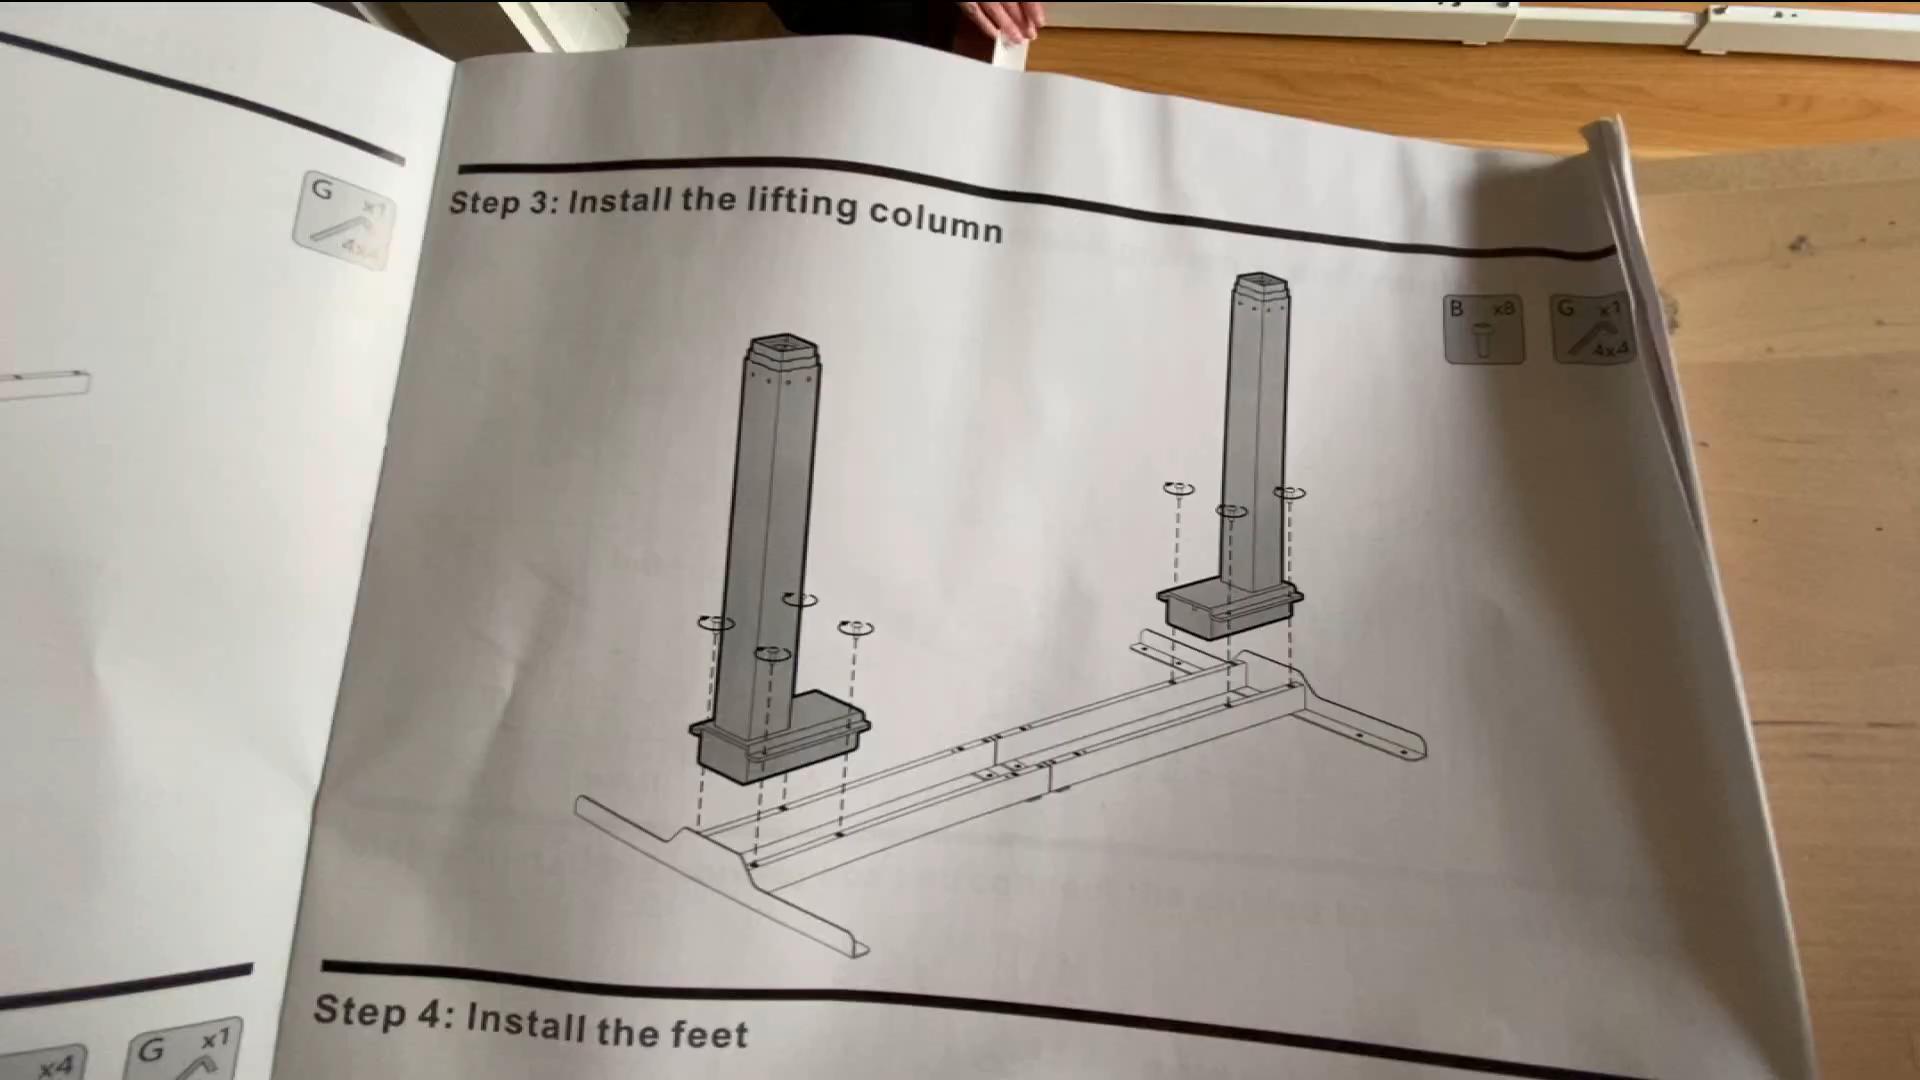 G x1
4x4
Step 3: Install the lifting column
B x8
G x1
4x4
Step 4: Install the feet
x4
G x1